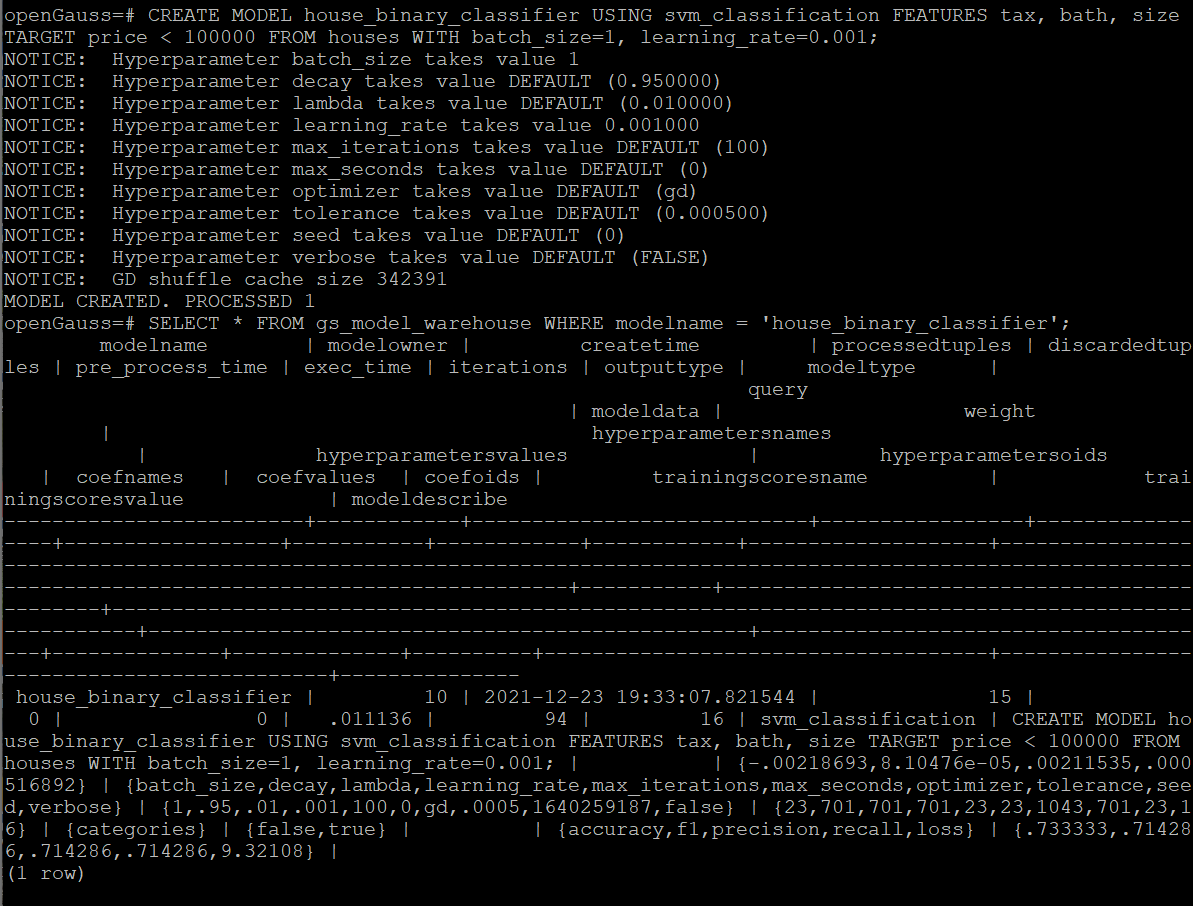 openGauss=# CREATE MODEL house_binary_classifier USING svm_classification FEATURES tax, bath, size
TARGET price < 100000 FROM houses WITH batch_size=1, learning_rate=0.001;
NOTICE:  Hyperparameter batch_size takes value 1
NOTICE:  Hyperparameter decay takes value DEFAULT (0.950000)
NOTICE:  Hyperparameter lambda takes value DEFAULT (0.010000)
NOTICE:  Hyperparameter learning_rate takes value 0.001000
NOTICE:  Hyperparameter max_iterations takes value DEFAULT (100)
NOTICE:  Hyperparameter max_seconds takes value DEFAULT (0)
NOTICE:  Hyperparameter optimizer takes value DEFAULT (gd)
NOTICE:  Hyperparameter tolerance takes value DEFAULT (0.000500)
NOTICE:  Hyperparameter seed takes value DEFAULT (0)
NOTICE:  Hyperparameter verbose takes value DEFAULT (FALSE)
NOTICE:  GD shuffle cache size 342391
MODEL CREATED. PROCESSED 1
openGauss=# SELECT * FROM gs_model_warehouse WHERE modelname = 'house_binary_classifier';
modelname | modelowner | createtime | processedtuples | discardedtup
les | pre_process_time | exec_time | iterations | outputtype | modeltype |
query
| modeldata | weight
| hyperparametersnames
| hyperparametersvalues | hyperparametersoids
| coefnames | coefvalues | coefoids | trainingscoresname | trai
ningscoresvalue | modeldescribe
-------------------------+------------+----------------------------+-----------------+-------------
----+------------------+-----------+------------+------------+--------------------+----------------
---------------------------------------------------------------------------------------------------
-----------------------------------------------+-----------+---------------------------------------
--------+------------------------------------------------------------------------------------------
-----------+--------------------------------------------------+------------------------------------
---+--------------+--------------+----------+-------------------------------------+----------------
---------------------------+---------------
house_binary_classifier | 10 | 2021-12-23 19:33:07.821544 | 15 |
0 | 0 | .011136 | 94 | 16 | svm_classification | CREATE MODEL ho
use_binary_classifier USING svm_classification FEATURES tax, bath, size TARGET price < 100000 FROM
houses WITH batch_size=1, learning_rate=0.001; | | {-.00218693,8.10476e-05,.00211535,.000
516892} | {batch_size,decay,lambda,learning_rate,max_iterations,max_seconds,optimizer,tolerance,see
d,verbose} | {1,.95,.01,.001,100,0,gd,.0005,1640259187,false} | {23,701,701,701,23,23,1043,701,23,1
6} | {categories} | {false,true} | | {accuracy,f1,precision,recall,loss} | {.733333,.71428
6,.714286,.714286,9.32108} |
(1 row)